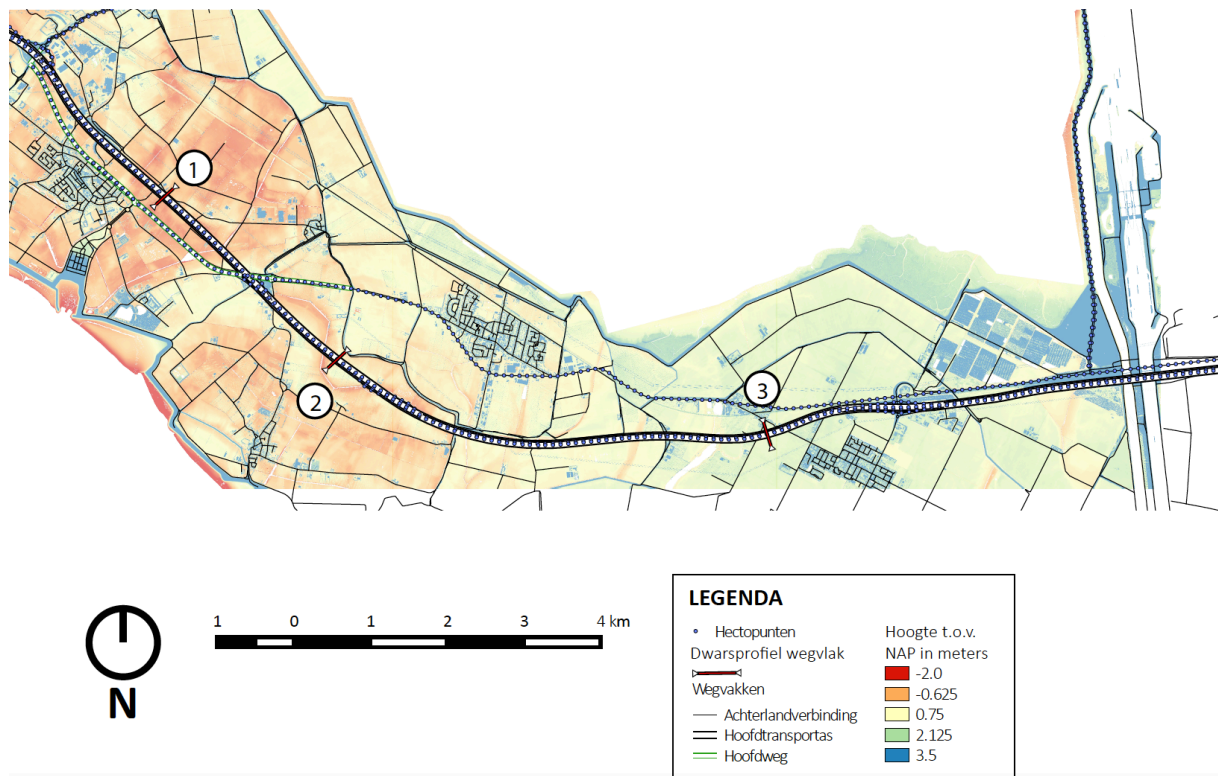 1
2
3
1 0 1 2 3 4 km
N
LEGENDA
Hectopunten
Dwarsprofiel wegvlak
Wegvakken
Achterlandverbinding
Hoofdtransportas
Hoofdweg
Hoogte t.o.v.
NAP in meters
-2.0
-0.625
0.75
2.125
3.5